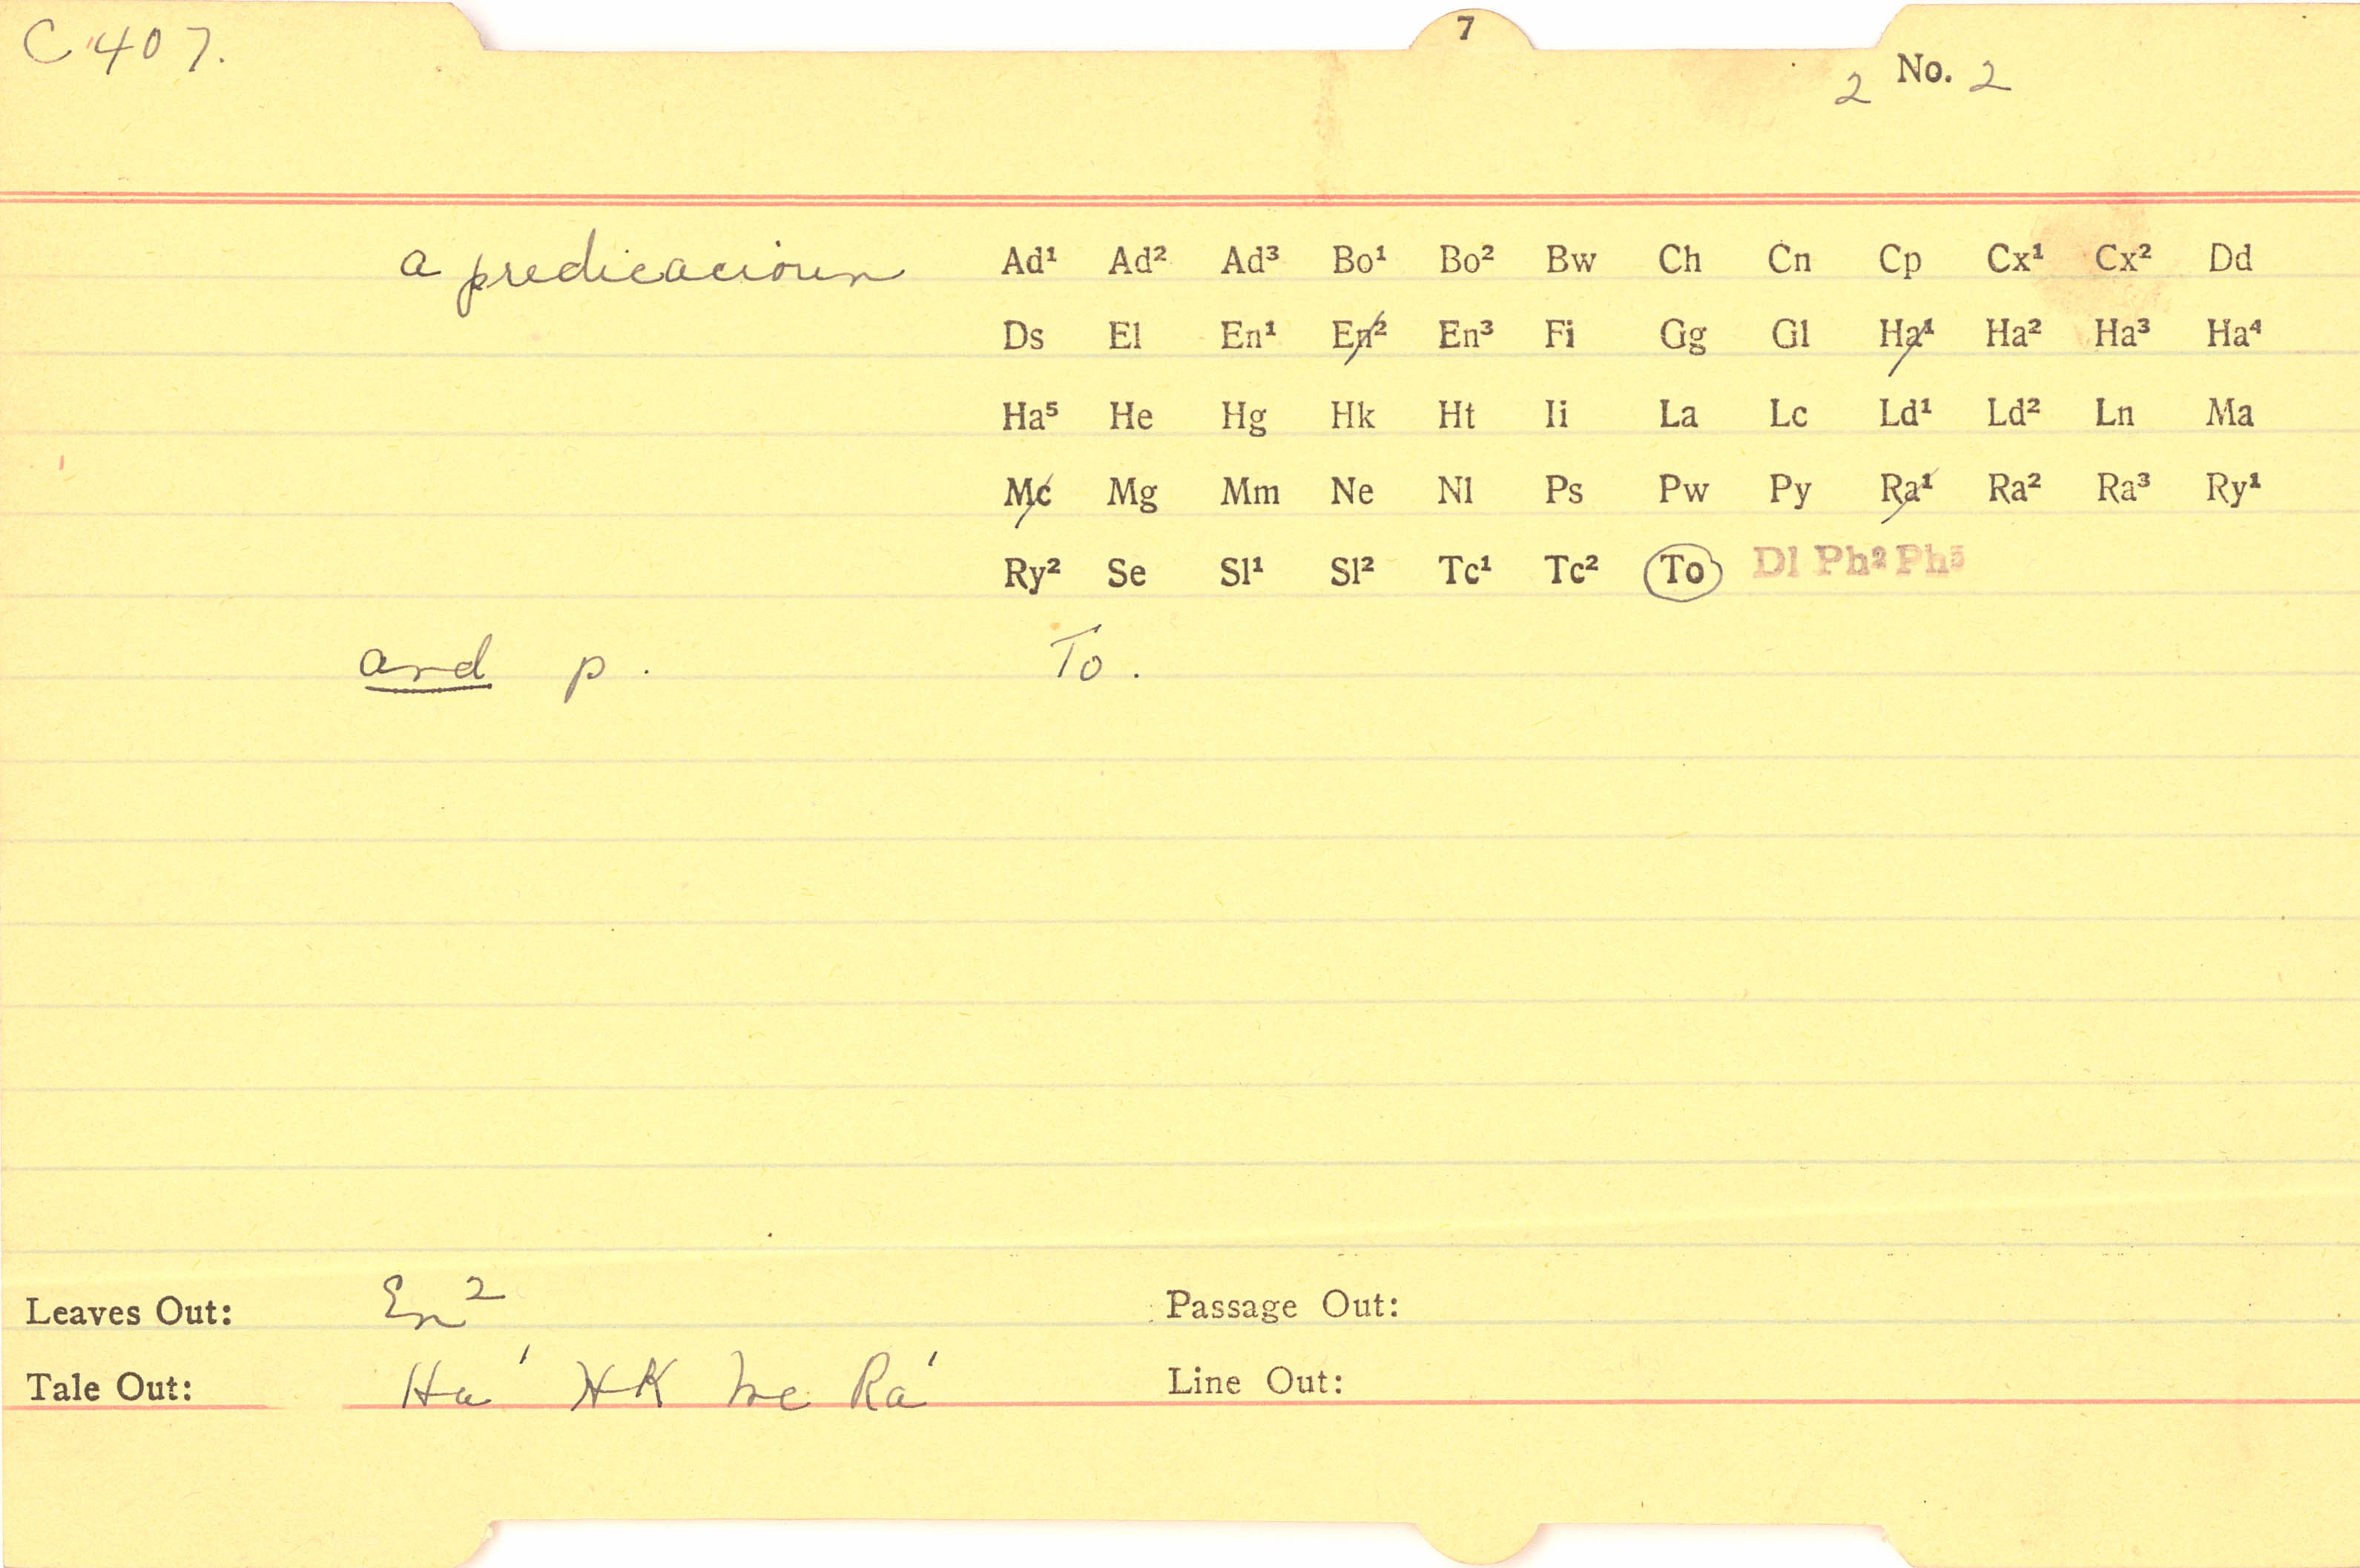 C 407.
7
2 No. 2
a predicacioun Ad¹ Ad² Ad³ Bo¹ Bo² Bw Ch Cn Cp Cx¹ Cx² Dd
Ds El En¹ En² En³ Fi Gg Gl Ha¹ Ha² Ha³ Ha⁴
Ha⁵ He Hg Hk Ht Ii La Lc Ld¹ Ld² Ln Ma
Mc Mg Mm Ne Nl Ps Pw Py Ra¹ Ra² Ra³ Ry¹
Ry² Se Sl¹ Sl² Tc¹ Tc² To Dl Ph² Ph⁵
and p. To.
Leaves Out: En² Passage Out:
Tale Out: Ha¹ HK Mc Ra¹ Line Out: